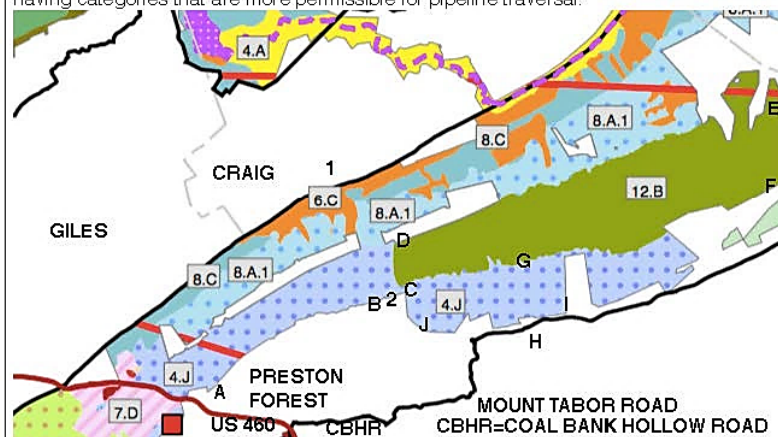 having categories that are more permissible for pipeline traversal.
4.A
8.A.1
8.C
8.A.1
E
CRAIG
1
6.C
8.A.1
12.B
F
GILES
D
8.C
8.A.1
G
C
B 2
4.J
I
J
H
4.J
A
PRESTON
FOREST
7.D
US 460
CBHR
MOUNT TABOR ROAD
CBHR=COAL BANK HOLLOW ROAD